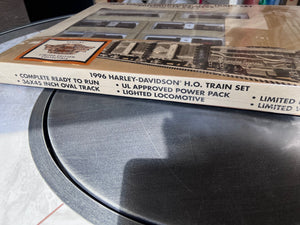 1996 HARLEY-DAVIDSON® H.O. TRAIN SET
• COMPLETE READY TO RUN
• 36X45 INCH OVAL TRACK
• UL APPROVED POWER PACK
• LIGHTED LOCOMOTIVE
• LIMITED
• LIMITED